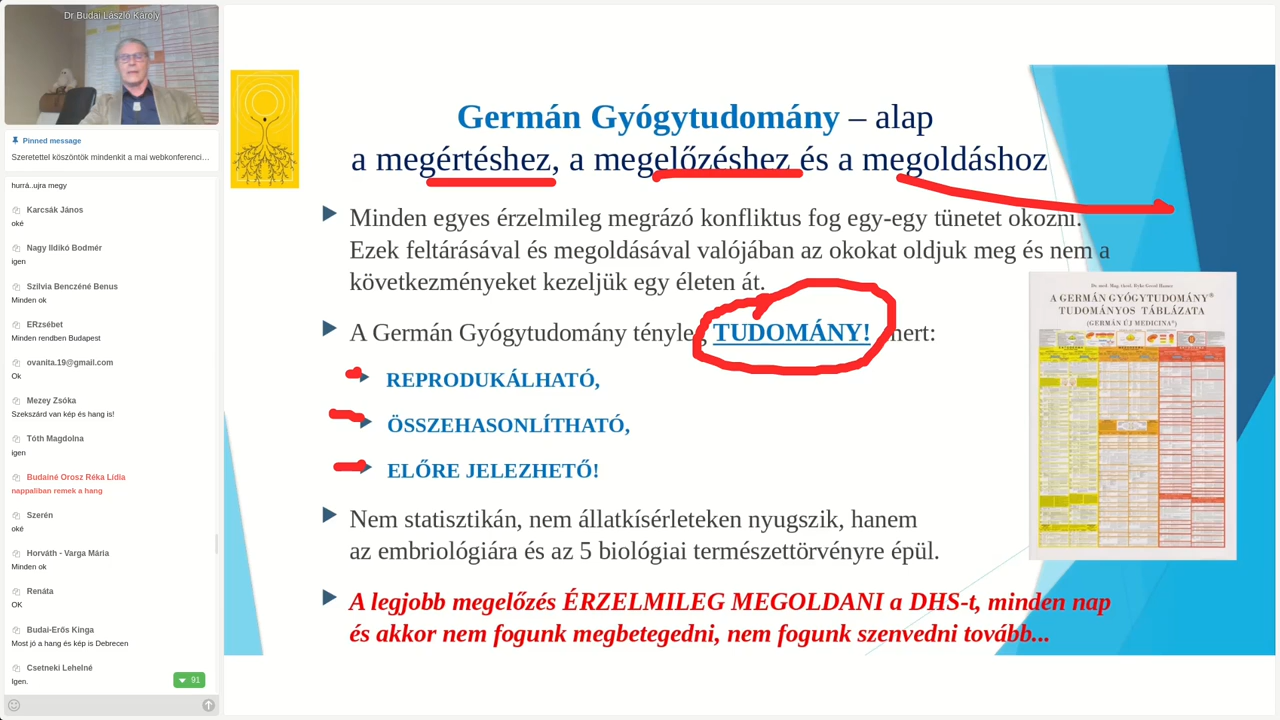 Dr Budai László Károly
Pinned message
Szeretettel köszöntök mindenkit a mai webkonferenci…
hurrá..ujra megy
Karcsák János
oké
Nagy Ildikó Bodmér
igen
Szilvia Benczéné Benus
Minden ok
ERzsébet
Minden rendben Budapest
ovanita.19@gmail.com
Ok
Mezey Zsóka
Szekszárd van kép és hang is!
Tóth Magdolna
igen
Budainé Orosz Réka Lídia
nappaliban remek a hang
Szerén
oké
Horváth - Varga Mária
Minden ok
Renáta
OK
Budai-Erős Kinga
Most jó a hang és kép is Debrecen
Csetneki Lehelné
Igen.
91
Germán Gyógytudomány – alap
a megértéshez, a megelőzéshez és a megoldáshoz
Minden egyes érzelmileg megrázó konfliktus fog egy-egy tünetet okozni.
Ezek feltárásával és megoldásával valójában az okokat oldjuk meg és nem a
következményeket kezeljük egy életen át.
A Germán Gyógytudomány tényleg TUDOMÁNY! mert:
REPRODUKÁLHATÓ,
ÖSSZEHASONLÍTHATÓ,
ELŐRE JELEZHETŐ!
Nem statisztikán, nem állatkísérleteken nyugszik, hanem
az embriológiára és az 5 biológiai természettörvényre épül.
A legjobb megelőzés ÉRZELMILEG MEGOLDANI a DHS-t, minden nap
és akkor nem fogunk megbetegedni, nem fogunk szenvedni tovább...
Dr. med. Mag. theol. Ryke Geerd Hamer
A GERMÁN GYÓGYTUDOMÁNY®
TUDOMÁNYOS TÁBLÁZATA
(GERMÁN ÚJ MEDICINA®)